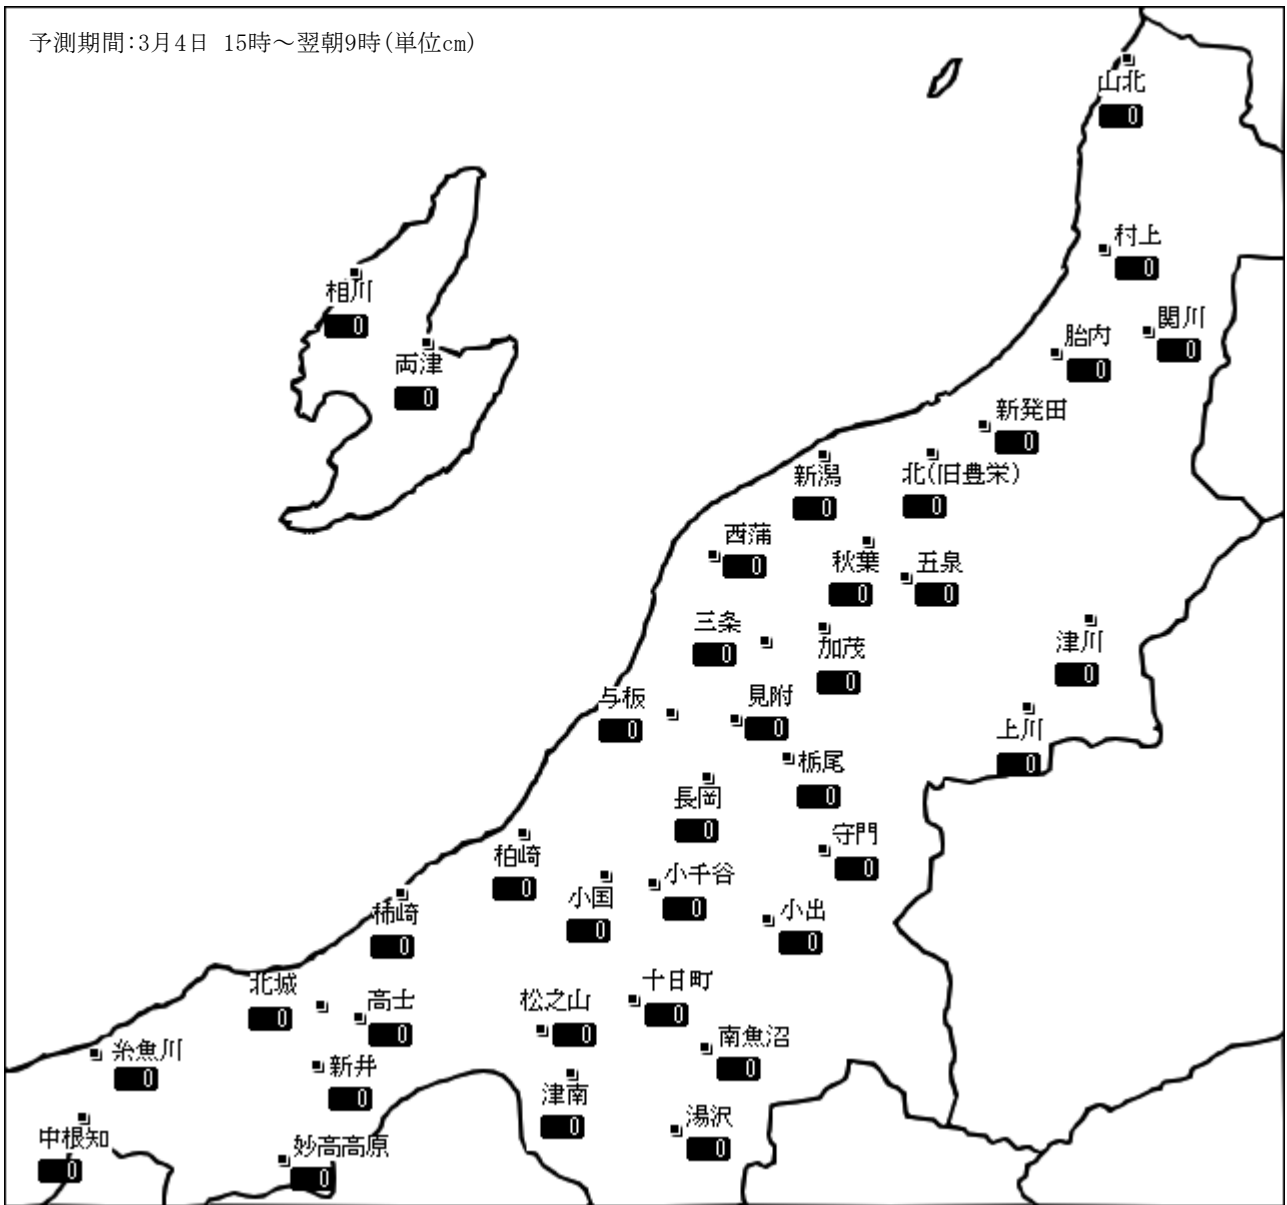 予測期間:3月4日 15時～翌朝9時(単位cm)
山北
0
村上
0
相川
0
関川
0
胎内
0
両津
0
新発田
0
新潟
0
北(旧豊栄)
0
西蒲
0
秋葉
0
五泉
0
三条
0
加茂
0
津川
0
与板
0
見附
0
上川
0
栃尾
0
長岡
0
守門
0
柏崎
0
小千谷
0
小国
0
小出
0
柿崎
0
北城
0
高士
0
松之山
0
十日町
0
南魚沼
0
糸魚川
0
新井
0
津南
0
湯沢
0
中根知
0
妙高高原
0